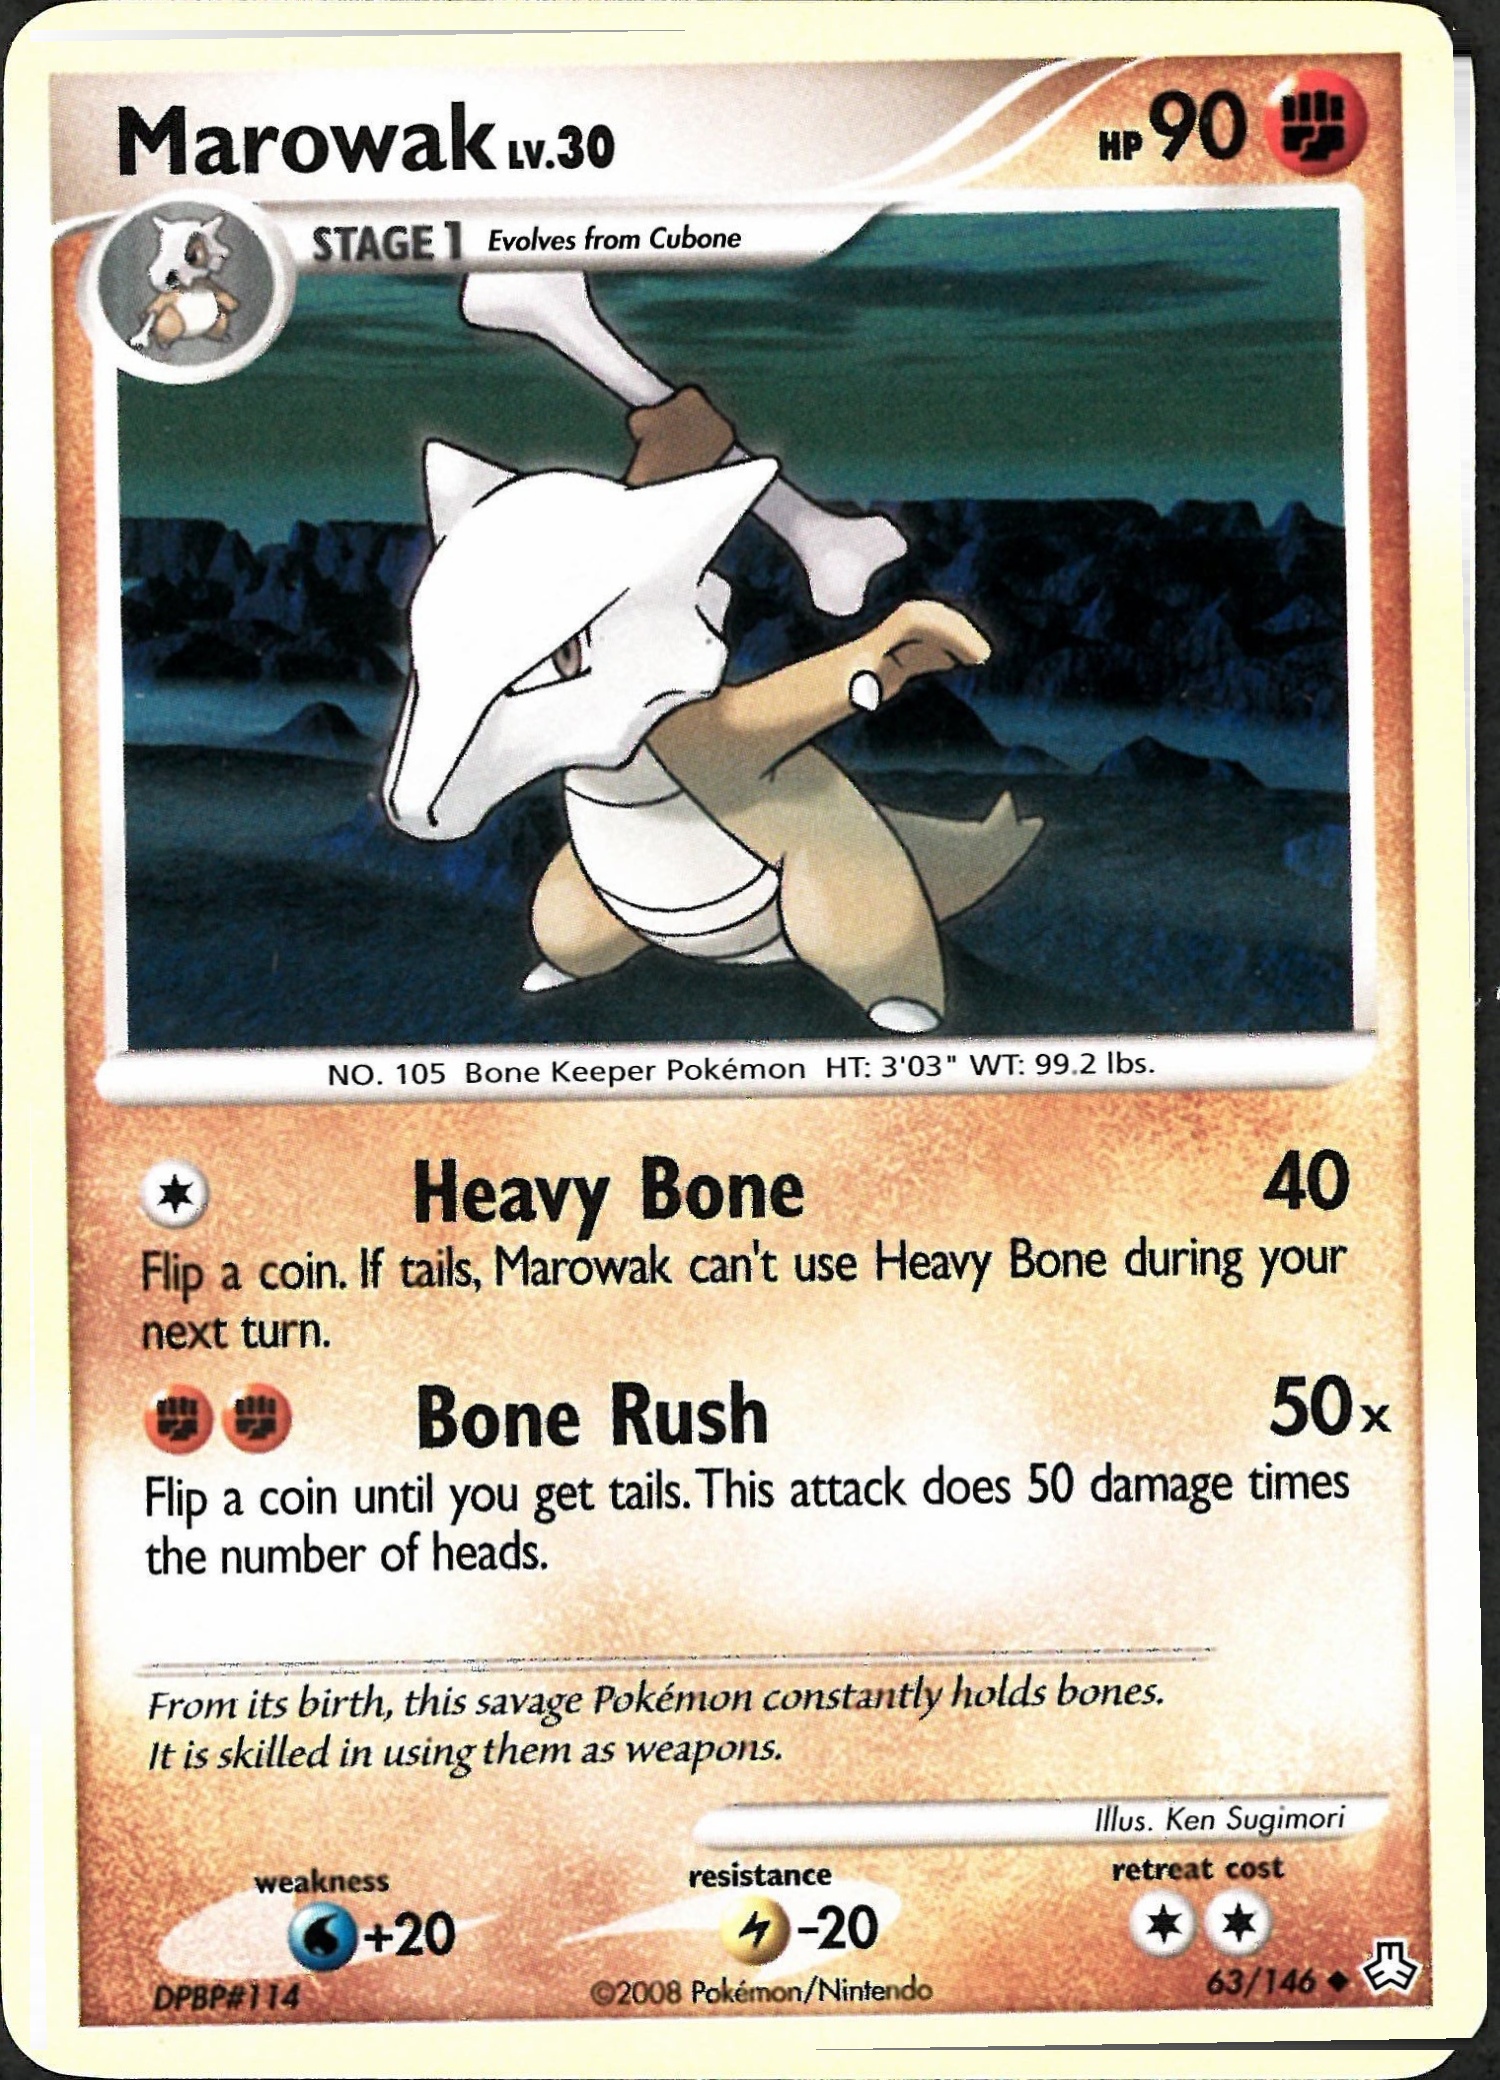 Marowak LV.30
HP 90
STAGE 1 Evolves from Cubone
NO. 105 Bone Keeper Pokémon HT: 3'03" WT: 99.2 lbs.
Heavy Bone 40
Flip a coin. If tails, Marowak can't use Heavy Bone during your
next turn.
Bone Rush 50x
Flip a coin until you get tails. This attack does 50 damage times
the number of heads.
From its birth, this savage Pokémon constantly holds bones.
It is skilled in using them as weapons.
Illus. Ken Sugimori
weakness resistance retreat cost
+20 -20
DPBP#114 ©2008 Pokémon/Nintendo 63/146